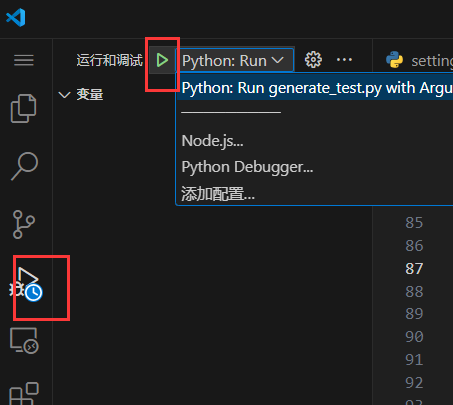 运行和调试 Python: Run settin
变量
Python: Run generate_test.py with Argu
Node.js...
Python Debugger...
添加配置...
85
86
87
88
89
90
91
92
93